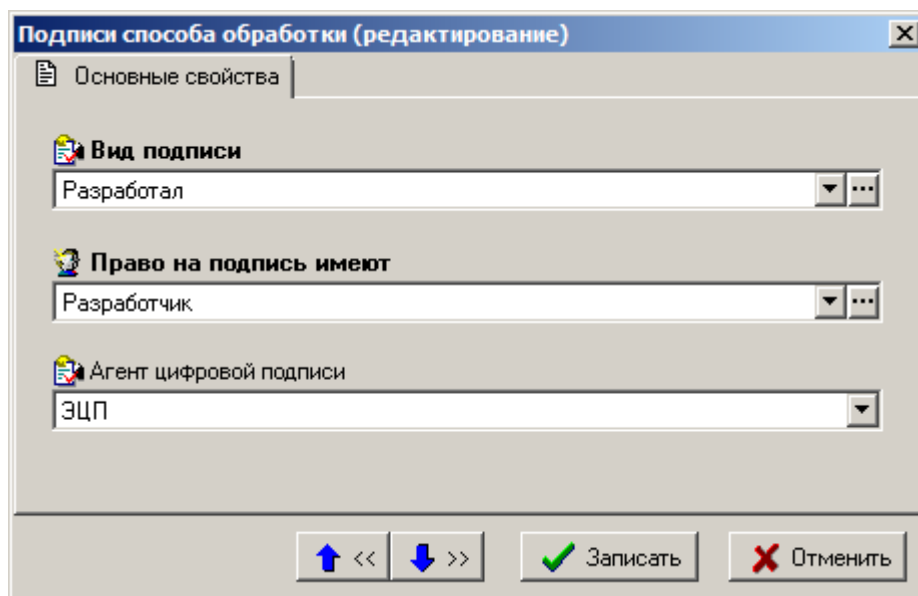 Подписи способа обработки (редактирование)
Основные свойства
Вид подписи
Разработал
Право на подпись имеют
Разработчик
Агент цифровой подписи
ЭЦП
<< >> Записать Отменить